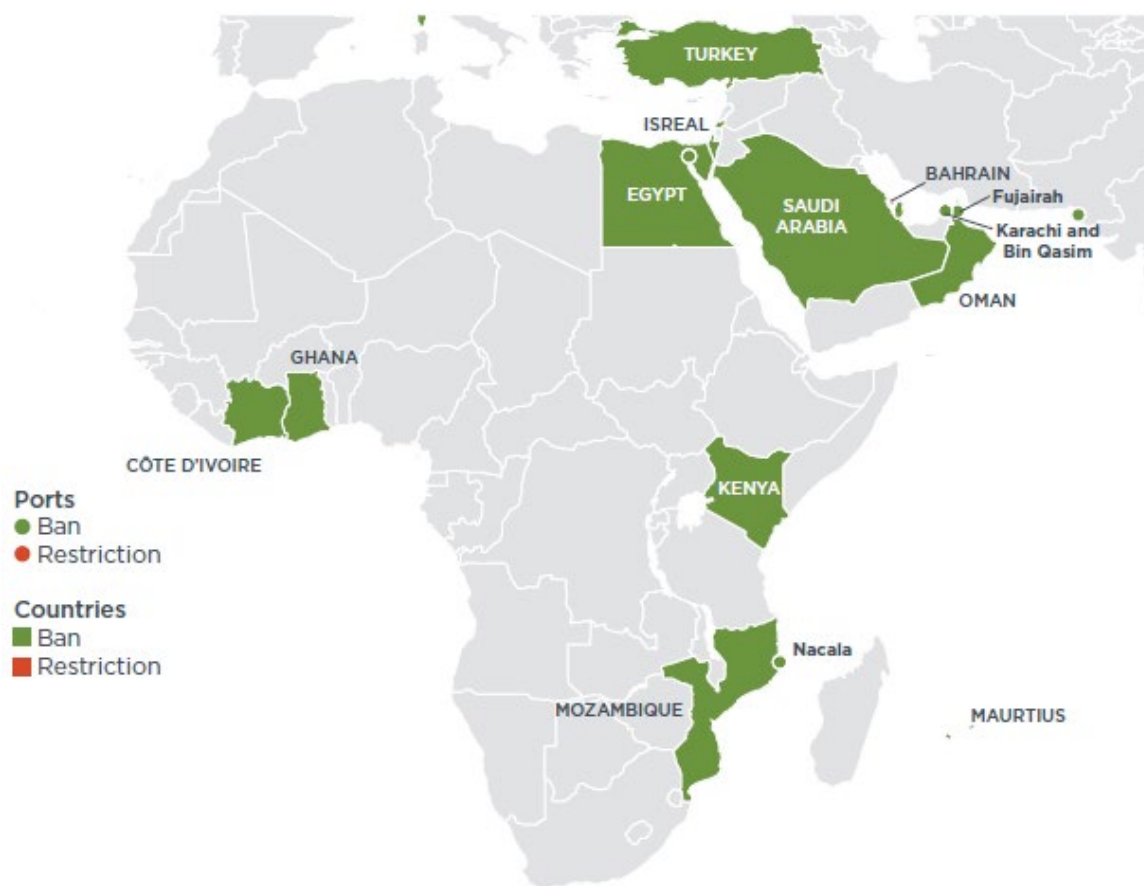 TURKEY
ISREAL
EGYPT
SAUDI
ARABIA
BAHRAIN
Fujairah
Karachi and
Bin Qasim
OMAN
GHANA
CÔTE D'IVOIRE
KENYA
Ports
Ban
Restriction
Countries
Ban
Restriction
Nacala
MOZAMBIQUE
MAURTIUS